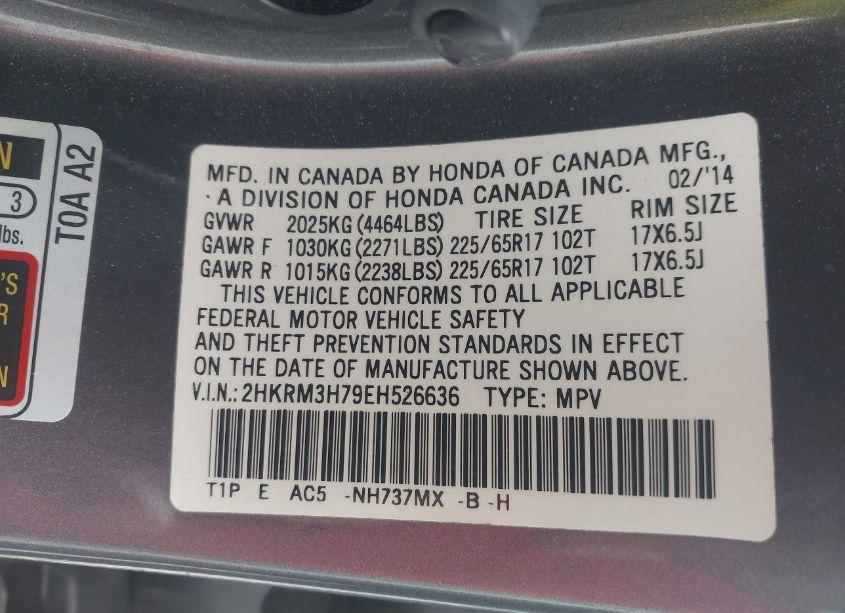 MFD. IN CANADA BY HONDA OF CANADA MFG.,
A DIVISION OF HONDA CANADA INC. 02/'14
GVWR 2025KG (4464LBS) TIRE SIZE RIM SIZE
GAWR F 1030KG (2271LBS) 225/65R17 102T 17X6.5J
GAWR R 1015KG (2238LBS) 225/65R17 102T 17X6.5J
THIS VEHICLE CONFORMS TO ALL APPLICABLE
FEDERAL MOTOR VEHICLE SAFETY
AND THEFT PREVENTION STANDARDS IN EFFECT
ON THE DATE OF MANUFACTURE SHOWN ABOVE.
V.I.N.: 2HKRM3H79EH526636 TYPE: MPV
T1P E AC5 -NH737MX -B -H
T0A A2
N
3
lbs.
'S
R
N